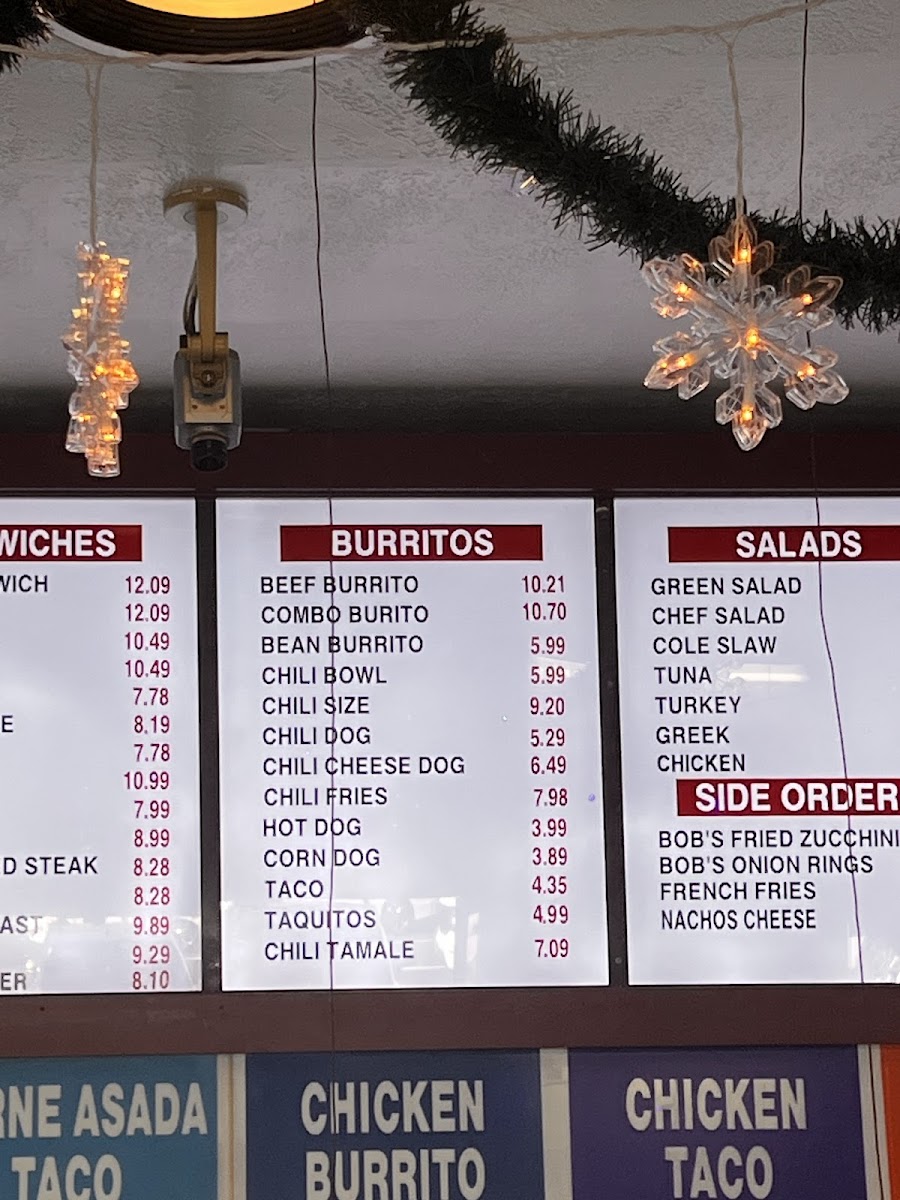 WICHES
WICH 12.09
12.09
10.49
10.49
7.78
E 8.19
7.78
10.99
7.99
8.99
D STEAK 8.28
8.28
AST 9.89
9.29
ER 8.10
BURRITOS
BEEF BURRITO 10.21
COMBO BURITO 10.70
BEAN BURRITO 5.99
CHILI BOWL 5.99
CHILI SIZE 9.20
CHILI DOG 5.29
CHILI CHEESE DOG 6.49
CHILI FRIES 7.98
HOT DOG 3.99
CORN DOG 3.89
TACO 4.35
TAQUITOS 4.99
CHILI TAMALE 7.09
SALADS
GREEN SALAD
CHEF SALAD
COLE SLAW
TUNA
TURKEY
GREEK
CHICKEN
SIDE ORDER
BOB'S FRIED ZUCCHINI
BOB'S ONION RINGS
FRENCH FRIES
NACHOS CHEESE
RNE ASADA
TACO
CHICKEN
BURRITO
CHICKEN
TACO